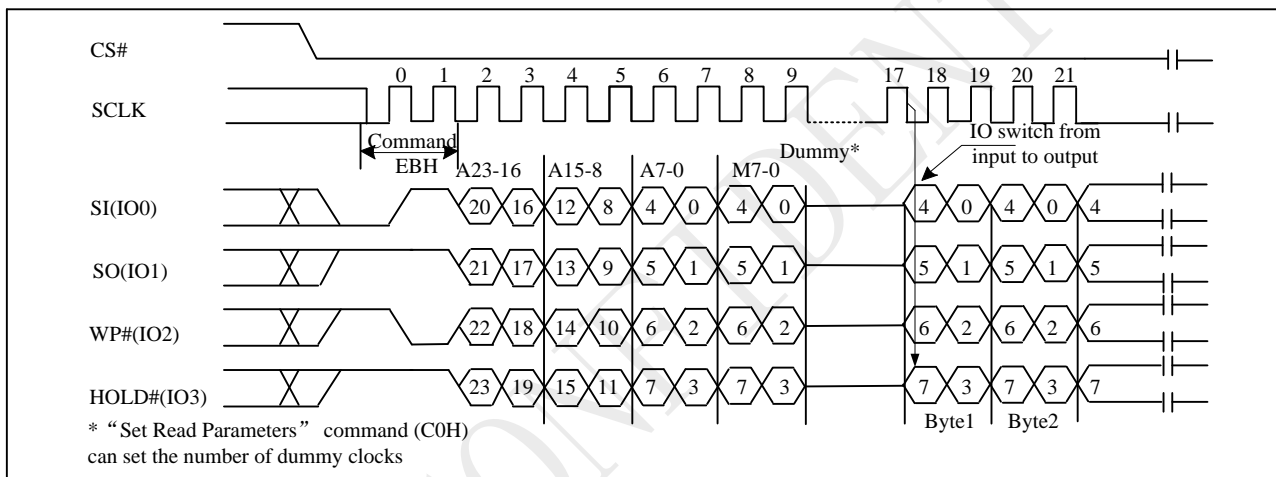 CS#
0 1 2 3 4 5 6 7 8 9 17 18 19 20 21
SCLK
Command
EBH
IO switch from
input to output
Dummy*
A23-16 A15-8 A7-0 M7-0
SI(IO0) 20 16 12 8 4 0 4 0 4 0 4 0 4
SO(IO1) 21 17 13 9 5 1 5 1 5 1 5 1 5
WP#(IO2) 22 18 14 10 6 2 6 2 6 2 6 2 6
HOLD#(IO3) 23 19 15 11 7 3 7 3 7 3 7 3 7
Byte1 Byte2
* “Set Read Parameters” command (C0H)
can set the number of dummy clocks